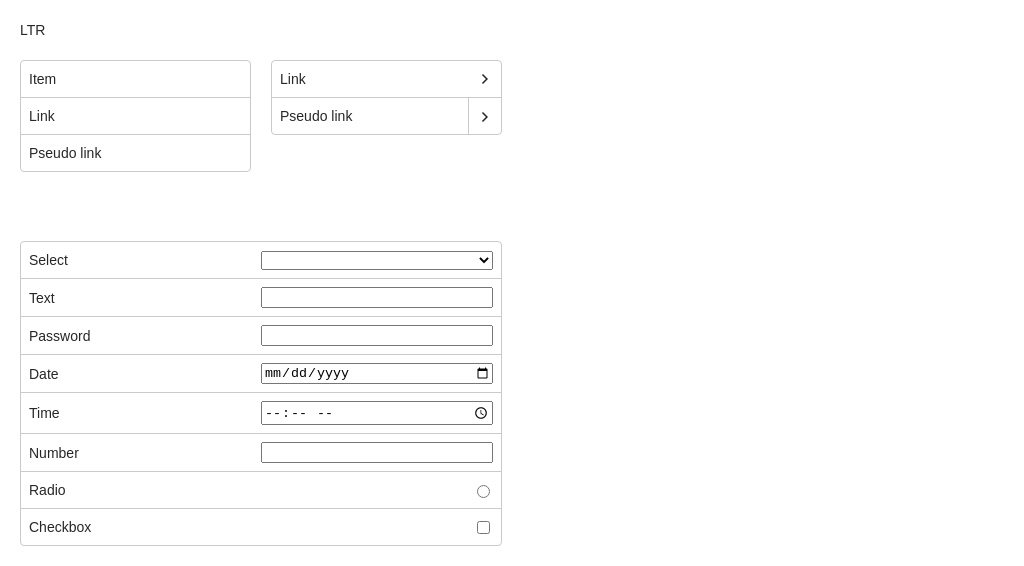 LTR
Item
Link
Pseudo link
Link
Pseudo link
Select
Text
Password
Date mm/dd/yyyy
Time --:-- --
Number
Radio
Checkbox